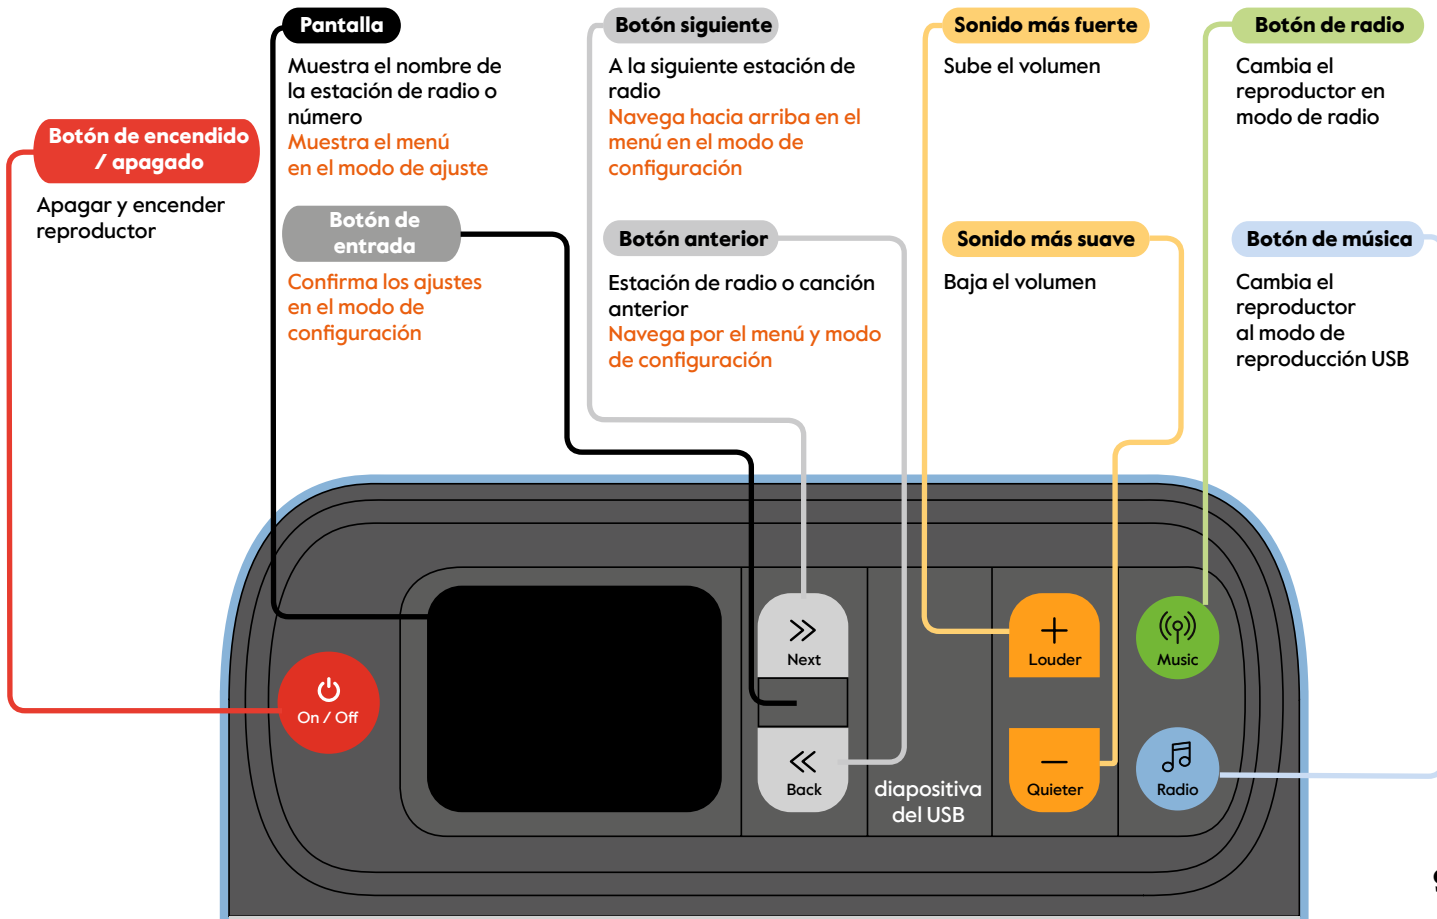 Botón de encendido
/ apagado
Apagar y encender
reproductor
Pantalla
Muestra el nombre de
la estación de radio o
número
Muestra el menú
en el modo de ajuste
Botón de
entrada
Confirma los ajustes
en el modo de
configuración
Botón siguiente
A la siguiente estación de
radio
Navega hacia arriba en el
menú en el modo de
configuración
Botón anterior
Estación de radio o canción
anterior
Navega por el menú y modo
de configuración
Sonido más fuerte
Sube el volumen
Sonido más suave
Baja el volumen
Botón de radio
Cambia el
reproductor en
modo de radio
Botón de música
Cambia el
reproductor
al modo de
reproducción USB
On / Off
Next
Back
diapositiva
del USB
Louder
Quieter
Music
Radio